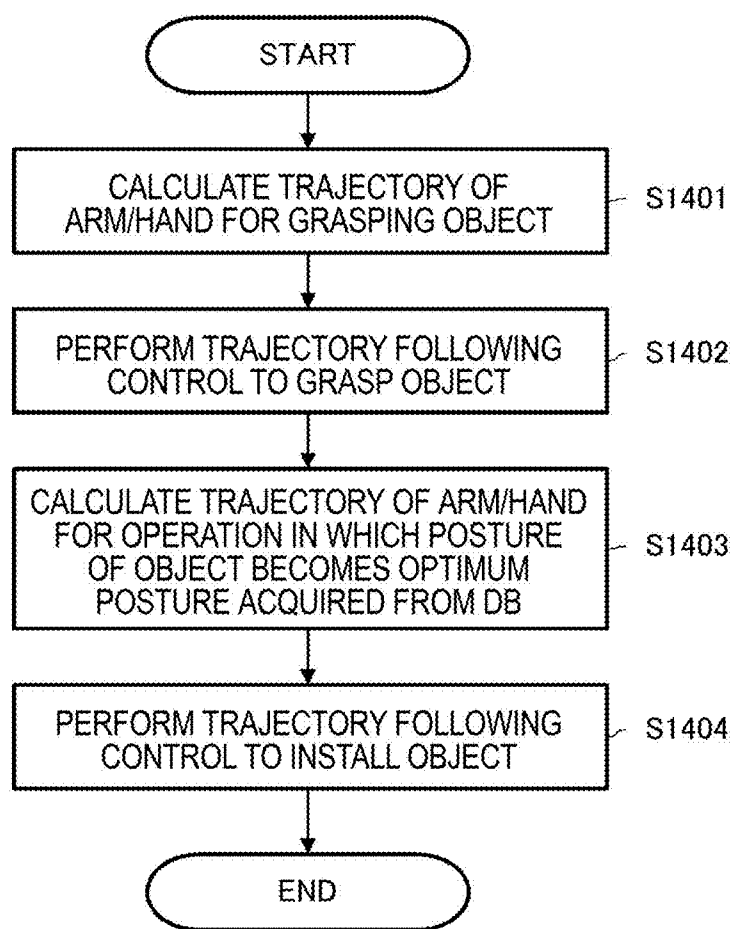 START
CALCULATE TRAJECTORY OF
ARM/HAND FOR GRASPING OBJECT
S1401
PERFORM TRAJECTORY FOLLOWING
CONTROL TO GRASP OBJECT
S1402
CALCULATE TRAJECTORY OF ARM/HAND
FOR OPERATION IN WHICH POSTURE
OF OBJECT BECOMES OPTIMUM
POSTURE ACQUIRED FROM DB
S1403
PERFORM TRAJECTORY FOLLOWING
CONTROL TO INSTALL OBJECT
S1404
END